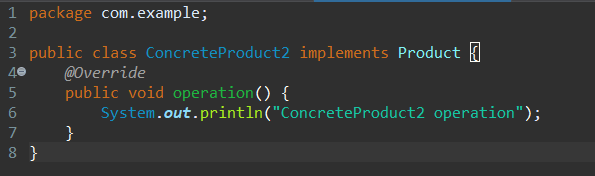 1 package com.example;
2
3 public class ConcreteProduct2 implements Product {
4 @Override
5 public void operation() {
6 System.out.println("ConcreteProduct2 operation");
7 }
8 }